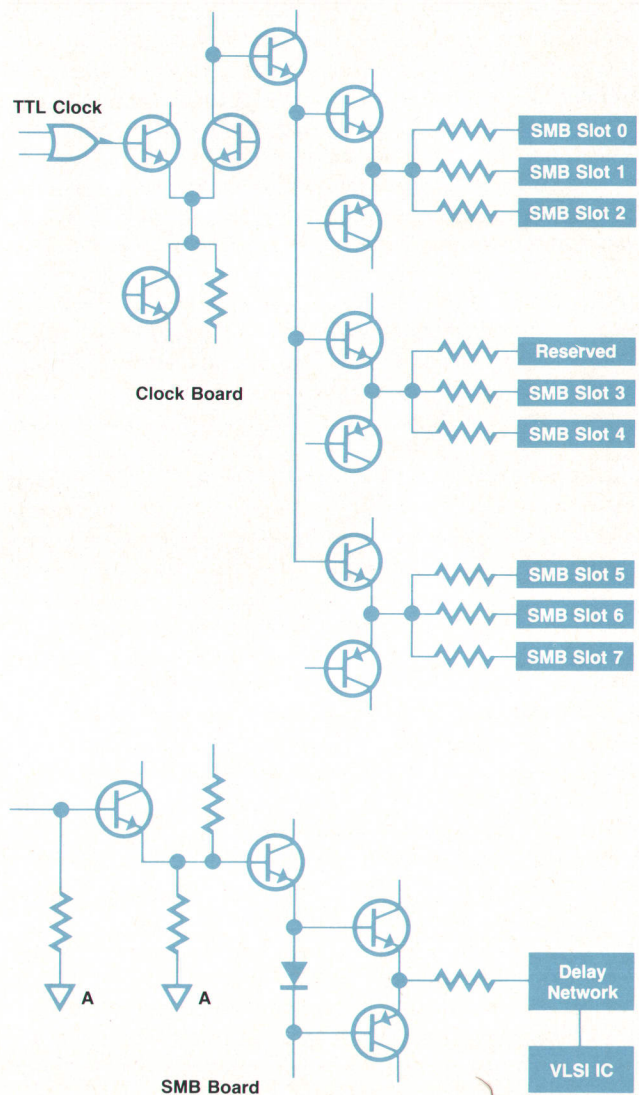 TTL Clock
SMB Slot 0
SMB Slot 1
SMB Slot 2
Clock Board
Reserved
SMB Slot 3
SMB Slot 4
SMB Slot 5
SMB Slot 6
SMB Slot 7
A
A
Delay
Network
VLSI IC
SMB Board